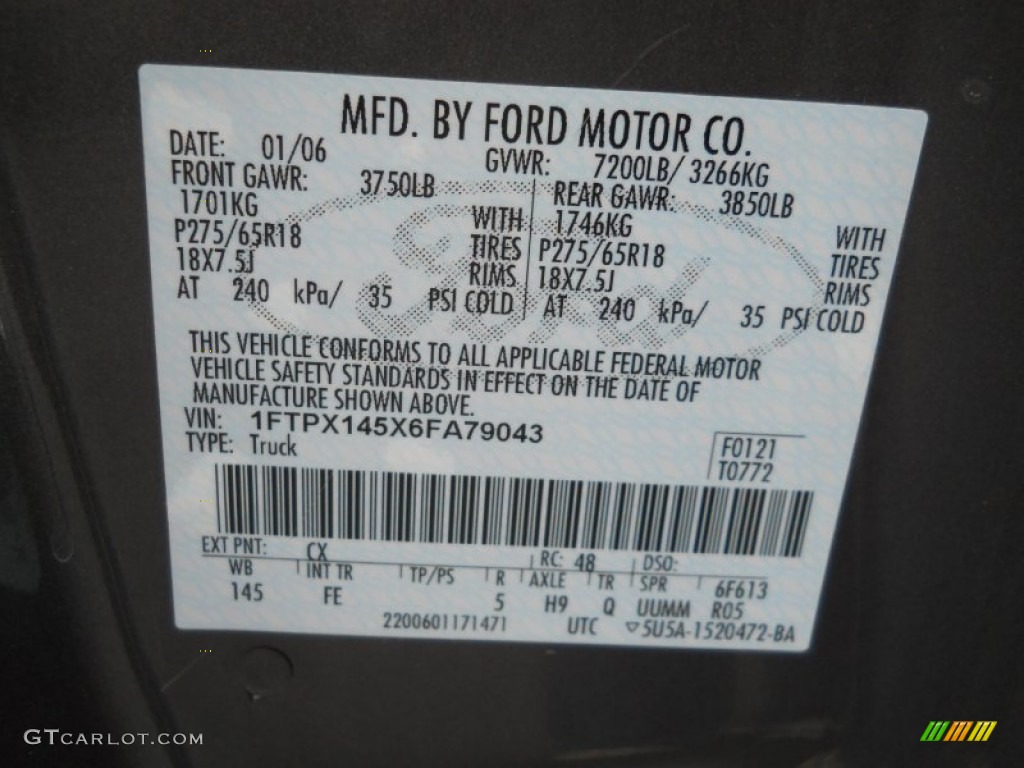 MFD. BY FORD MOTOR CO.
DATE: 01/06 GVWR: 7200LB/ 3266KG
FRONT GAWR: 3750LB REAR GAWR: 3850LB
1701KG WITH 1746KG WITH
P275/65R18 TIRES P275/65R18 TIRES
18X7.5J RIMS 18X7.5J RIMS
AT 240 kPa/ 35 PSI COLD AT 240 kPa/ 35 PSI COLD
Ford
THIS VEHICLE CONFORMS TO ALL APPLICABLE FEDERAL MOTOR
VEHICLE SAFETY STANDARDS IN EFFECT ON THE DATE OF
MANUFACTURE SHOWN ABOVE.
VIN: 1FTPX145X6FA79043
TYPE: Truck
F0121
T0772
EXT PNT: CX RC: 48 DSO:
WB INT TR TP/PS R AXLE TR SPR 6F613
145 FE 5 H9 Q UUMM R05
2200601171471 UTC ▽5U5A-1520472-BA
GTCARLOT.COM